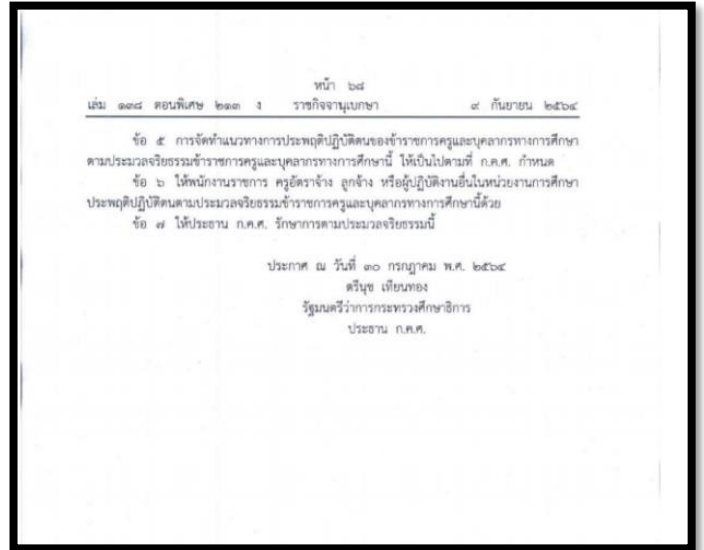 หน้า ๖๘
เล่ม ๑๓๘ ตอนพิเศษ ๒๑๓ ง ราชกิจจานุเบกษา ๙ กันยายน ๒๕๖๔
ข้อ ๕ การจัดทำแนวทางการประพฤติปฏิบัติตนของข้าราชการครูและบุคลากรทางการศึกษา
ตามประมวลจริยธรรมข้าราชการครูและบุคลากรทางการศึกษานี้ ให้เป็นไปตามที่ ก.ค.ศ. กำหนด
ข้อ ๖ ให้พนักงานราชการ ครูอัตราจ้าง ลูกจ้าง หรือผู้ปฏิบัติงานอื่นในหน่วยงานการศึกษา
ประพฤติปฏิบัติตนตามประมวลจริยธรรมข้าราชการครูและบุคลากรทางการศึกษานี้ด้วย
ข้อ ๗ ให้ประธาน ก.ค.ศ. รักษาการตามประมวลจริยธรรมนี้
ประกาศ ณ วันที่ ๓๐ กรกฎาคม พ.ศ. ๒๕๖๔
ตรีนุช เทียนทอง
รัฐมนตรีว่าการกระทรวงศึกษาธิการ
ประธาน ก.ค.ศ.